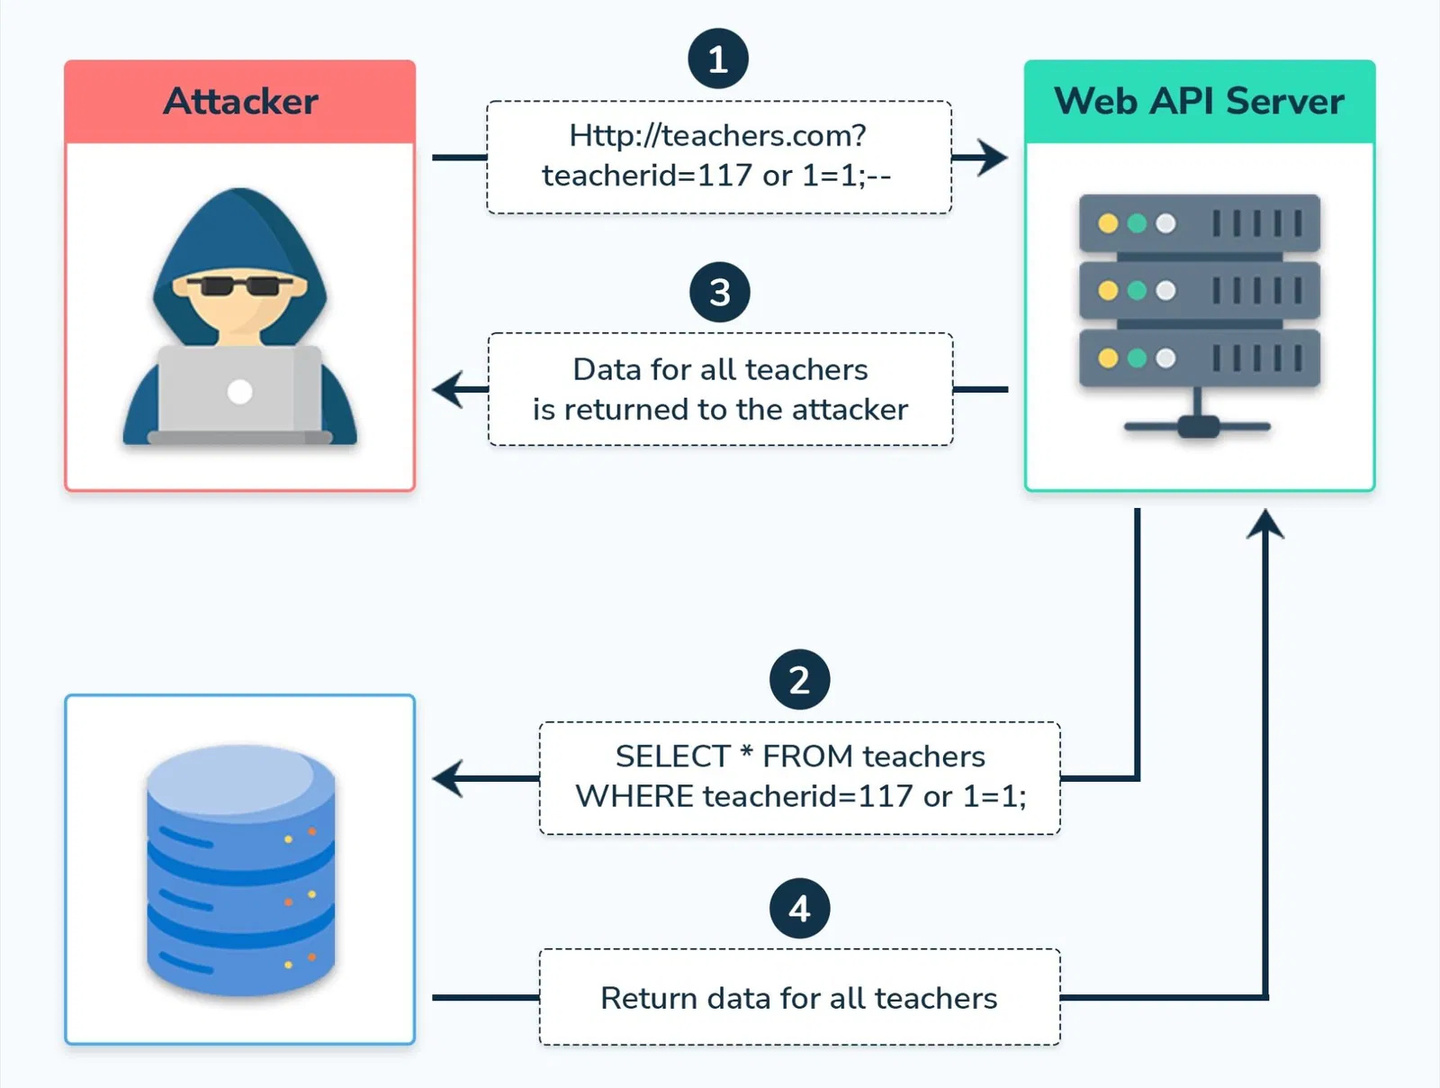 Attacker
1
Http://teachers.com?
teacherid=117 or 1=1;--
Web API Server
3
Data for all teachers
is returned to the attacker
2
SELECT * FROM teachers
WHERE teacherid=117 or 1=1;
4
Return data for all teachers